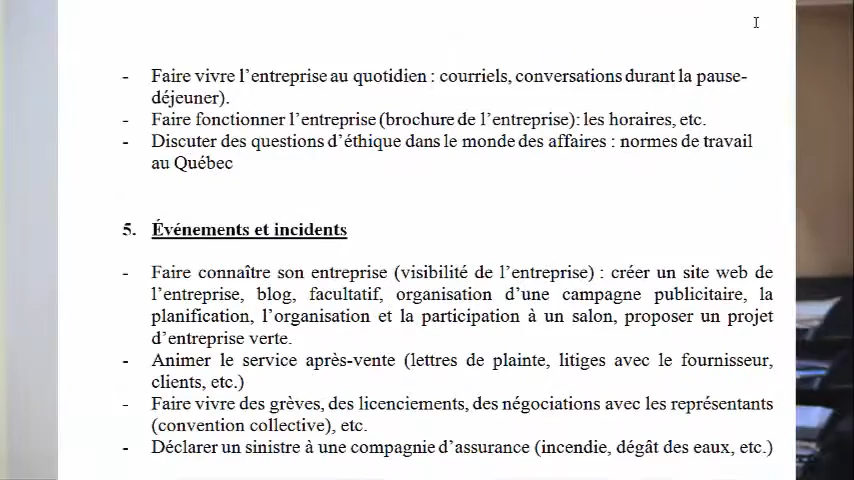 - Faire vivre l'entreprise au quotidien : courriels, conversations durant la pause-
déjeuner).
- Faire fonctionner l'entreprise (brochure de l'entreprise): les horaires, etc.
- Discuter des questions d'éthique dans le monde des affaires : normes de travail
au Québec
5. Événements et incidents
- Faire connaître son entreprise (visibilité de l'entreprise) : créer un site web de
l'entreprise, blog, facultatif, organisation d'une campagne publicitaire, la
planification, l'organisation et la participation à un salon, proposer un projet
d'entreprise verte.
- Animer le service après-vente (lettres de plainte, litiges avec le fournisseur,
clients, etc.)
- Faire vivre des grèves, des licenciements, des négociations avec les représentants
(convention collective), etc.
- Déclarer un sinistre à une compagnie d'assurance (incendie, dégât des eaux, etc.)